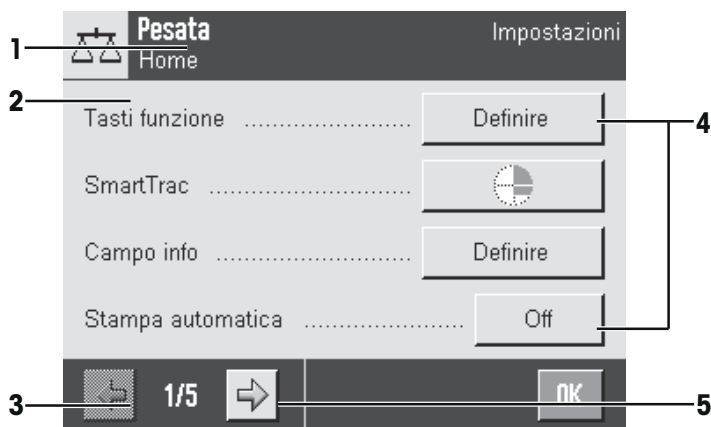 Pesata
Home
Impostazioni
1
2
Tasti funzione ........................ Definire
4
SmartTrac .............................
Campo info ............................ Definire
Stampa automatica ....................... Off
3
1/5
OK
5